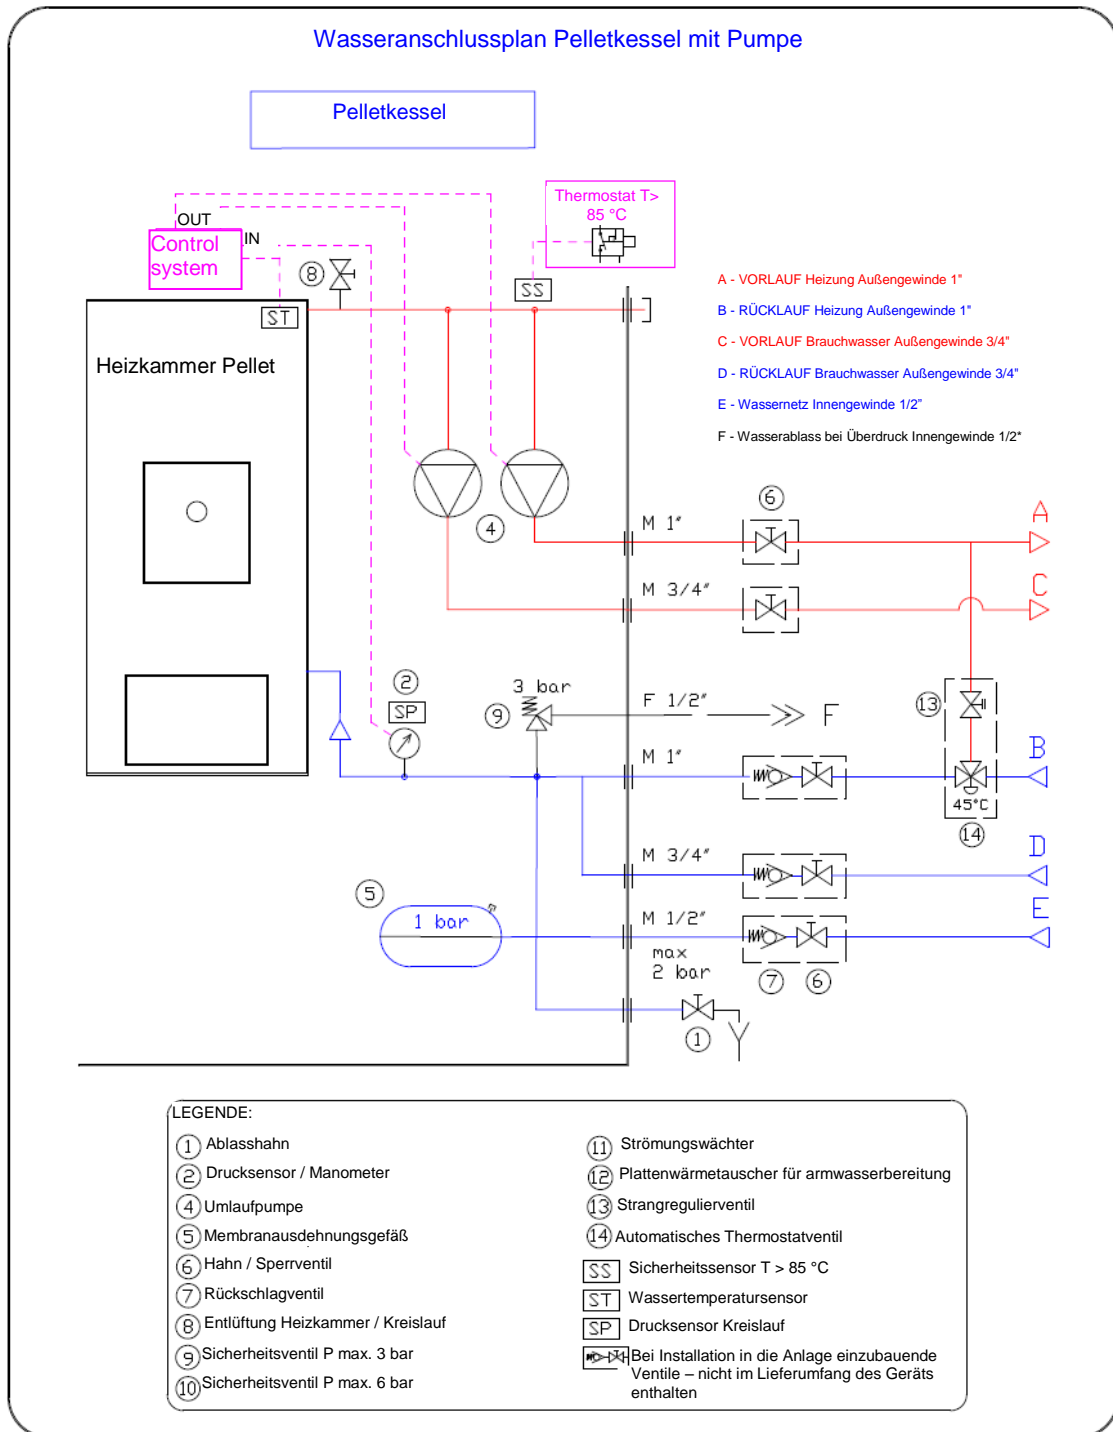 Wasseranschlussplan Pelletkessel mit Pumpe
Pelletkessel
Thermostat T>
85 °C
OUT
IN
Control
system
8
SS
ST
Heizkammer Pellet
A - VORLAUF Heizung Außengewinde 1"
B - RÜCKLAUF Heizung Außengewinde 1"
C - VORLAUF Brauchwasser Außengewinde 3/4"
D - RÜCKLAUF Brauchwasser Außengewinde 3/4"
E - Wassernetz Innengewinde 1/2"
F - Wasserablass bei Überdruck Innengewinde 1/2*
4
M 1"
6
A
M 3/4"
C
2
SP
3 bar
9
F 1/2"
F
13
M 1"
B
45°C
14
M 3/4"
D
5
1 bar
M 1/2"
E
max
2 bar
7
6
1
LEGENDE:
1 Ablasshahn
2 Drucksensor / Manometer
4 Umlaufpumpe
5 Membranausdehnungsgefäß
6 Hahn / Sperrventil
7 Rückschlagventil
8 Entlüftung Heizkammer / Kreislauf
9 Sicherheitsventil P max. 3 bar
10 Sicherheitsventil P max. 6 bar
11 Strömungswächter
12 Plattenwärmetauscher für armwasserbereitung
13 Strangregulierventil
14 Automatisches Thermostatventil
SS Sicherheitssensor T > 85 °C
ST Wassertemperatursensor
SP Drucksensor Kreislauf
Bei Installation in die Anlage einzubauende
Ventile – nicht im Lieferumfang des Geräts
enthalten